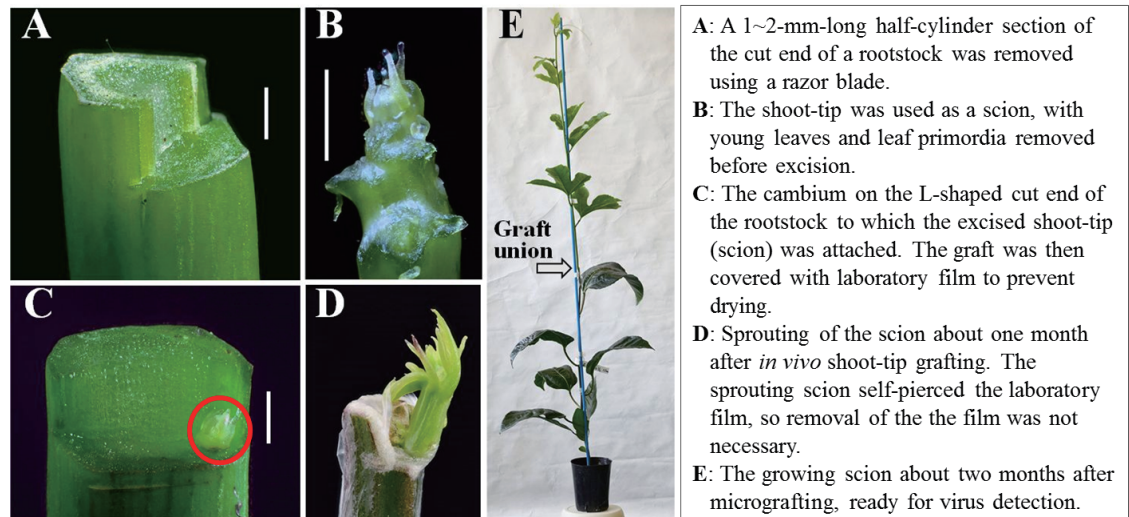 A
B
E
Graft
union
C
D
A: A 1~2-mm-long half-cylinder section of
the cut end of a rootstock was removed
using a razor blade.
B: The shoot-tip was used as a scion, with
young leaves and leaf primordia removed
before excision.
C: The cambium on the L-shaped cut end of
the rootstock to which the excised shoot-tip
(scion) was attached. The graft was then
covered with laboratory film to prevent
drying.
D: Sprouting of the scion about one month
after in vivo shoot-tip grafting. The
sprouting scion self-pierced the laboratory
film, so removal of the the film was not
necessary.
E: The growing scion about two months after
micrografting, ready for virus detection.